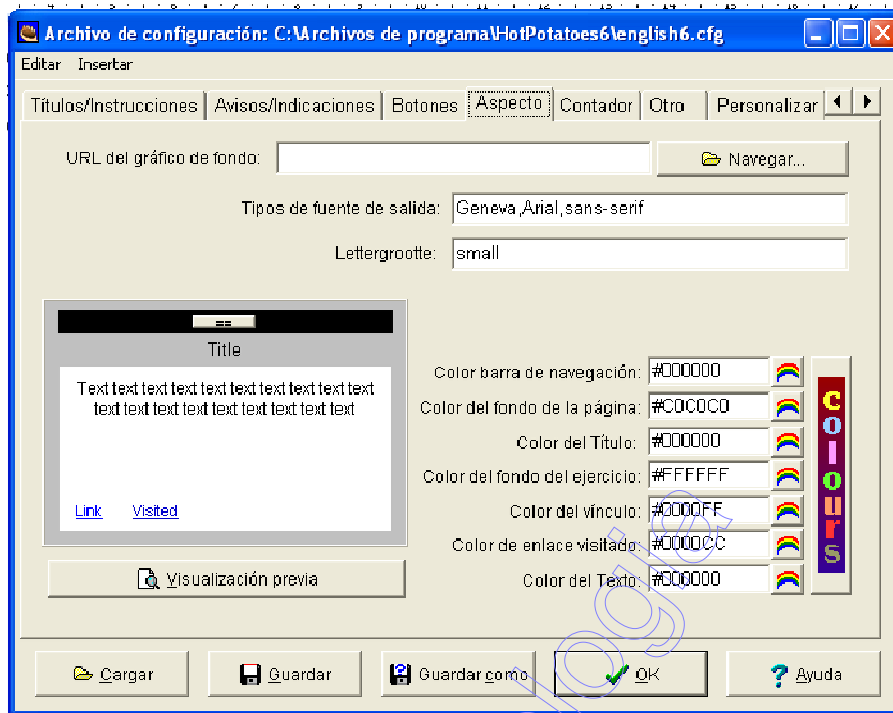 Archivo de configuración: C:\Archivos de programa\HotPotatoes6\english6.cfg
Editar Insertar
Títulos/Instrucciones Avisos/Indicaciones Botones Aspecto Contador Otro Personalizar
URL del gráfico de fondo: Navegar...
Tipos de fuente de salida: Geneva,Arial,sans-serif
Lettergrootte: small
==
Title
Text text text text text text text text text text
text text text text text text text text text
Link Visited
Visualización previa
Color barra de navegación: #000000
Color del fondo de la página: #C0C0C0
Color del Título: #000000
Color del fondo del ejercicio: #FFFFFF
Color del vínculo: #0000FF
Color de enlace visitado: #0000CC
Color del Texto: #000000
colours
Cargar Guardar Guardar como OK Ayuda